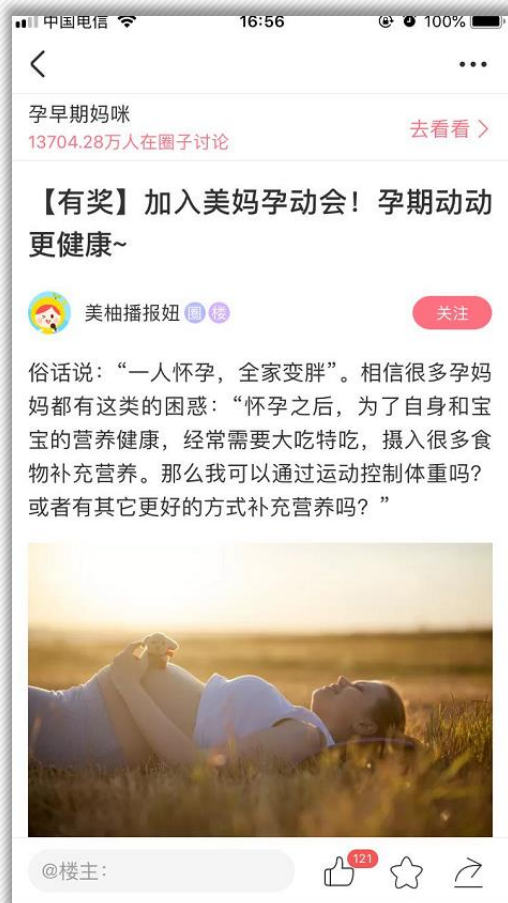 中国电信 16:56 100%
孕早期妈咪
13704.28万人在圈子讨论
去看看
【有奖】加入美妈孕动会！孕期动动
更健康~
美柚播报妞 圈 楼
关注
俗话说：“一人怀孕，全家变胖”。相信很多孕妈
妈都有这类的困惑：“怀孕之后，为了自身和宝
宝的营养健康，经常需要大吃特吃，摄入很多食
物补充营养。那么我可以通过运动控制体重吗？
或者有其它更好的方式补充营养吗？”
@楼主：
121